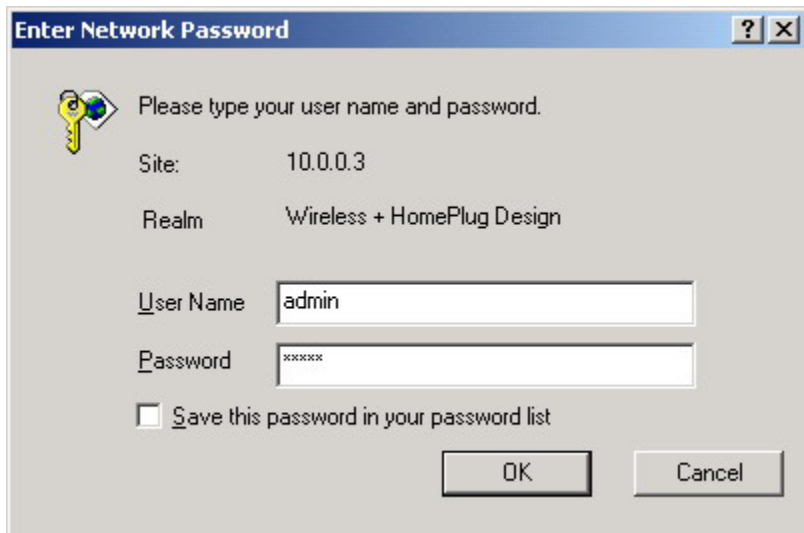 Enter Network Password
Please type your user name and password.
Site: 10.0.0.3
Realm Wireless + HomePlug Design
User Name admin
Password xxxxx
Save this password in your password list
OK Cancel